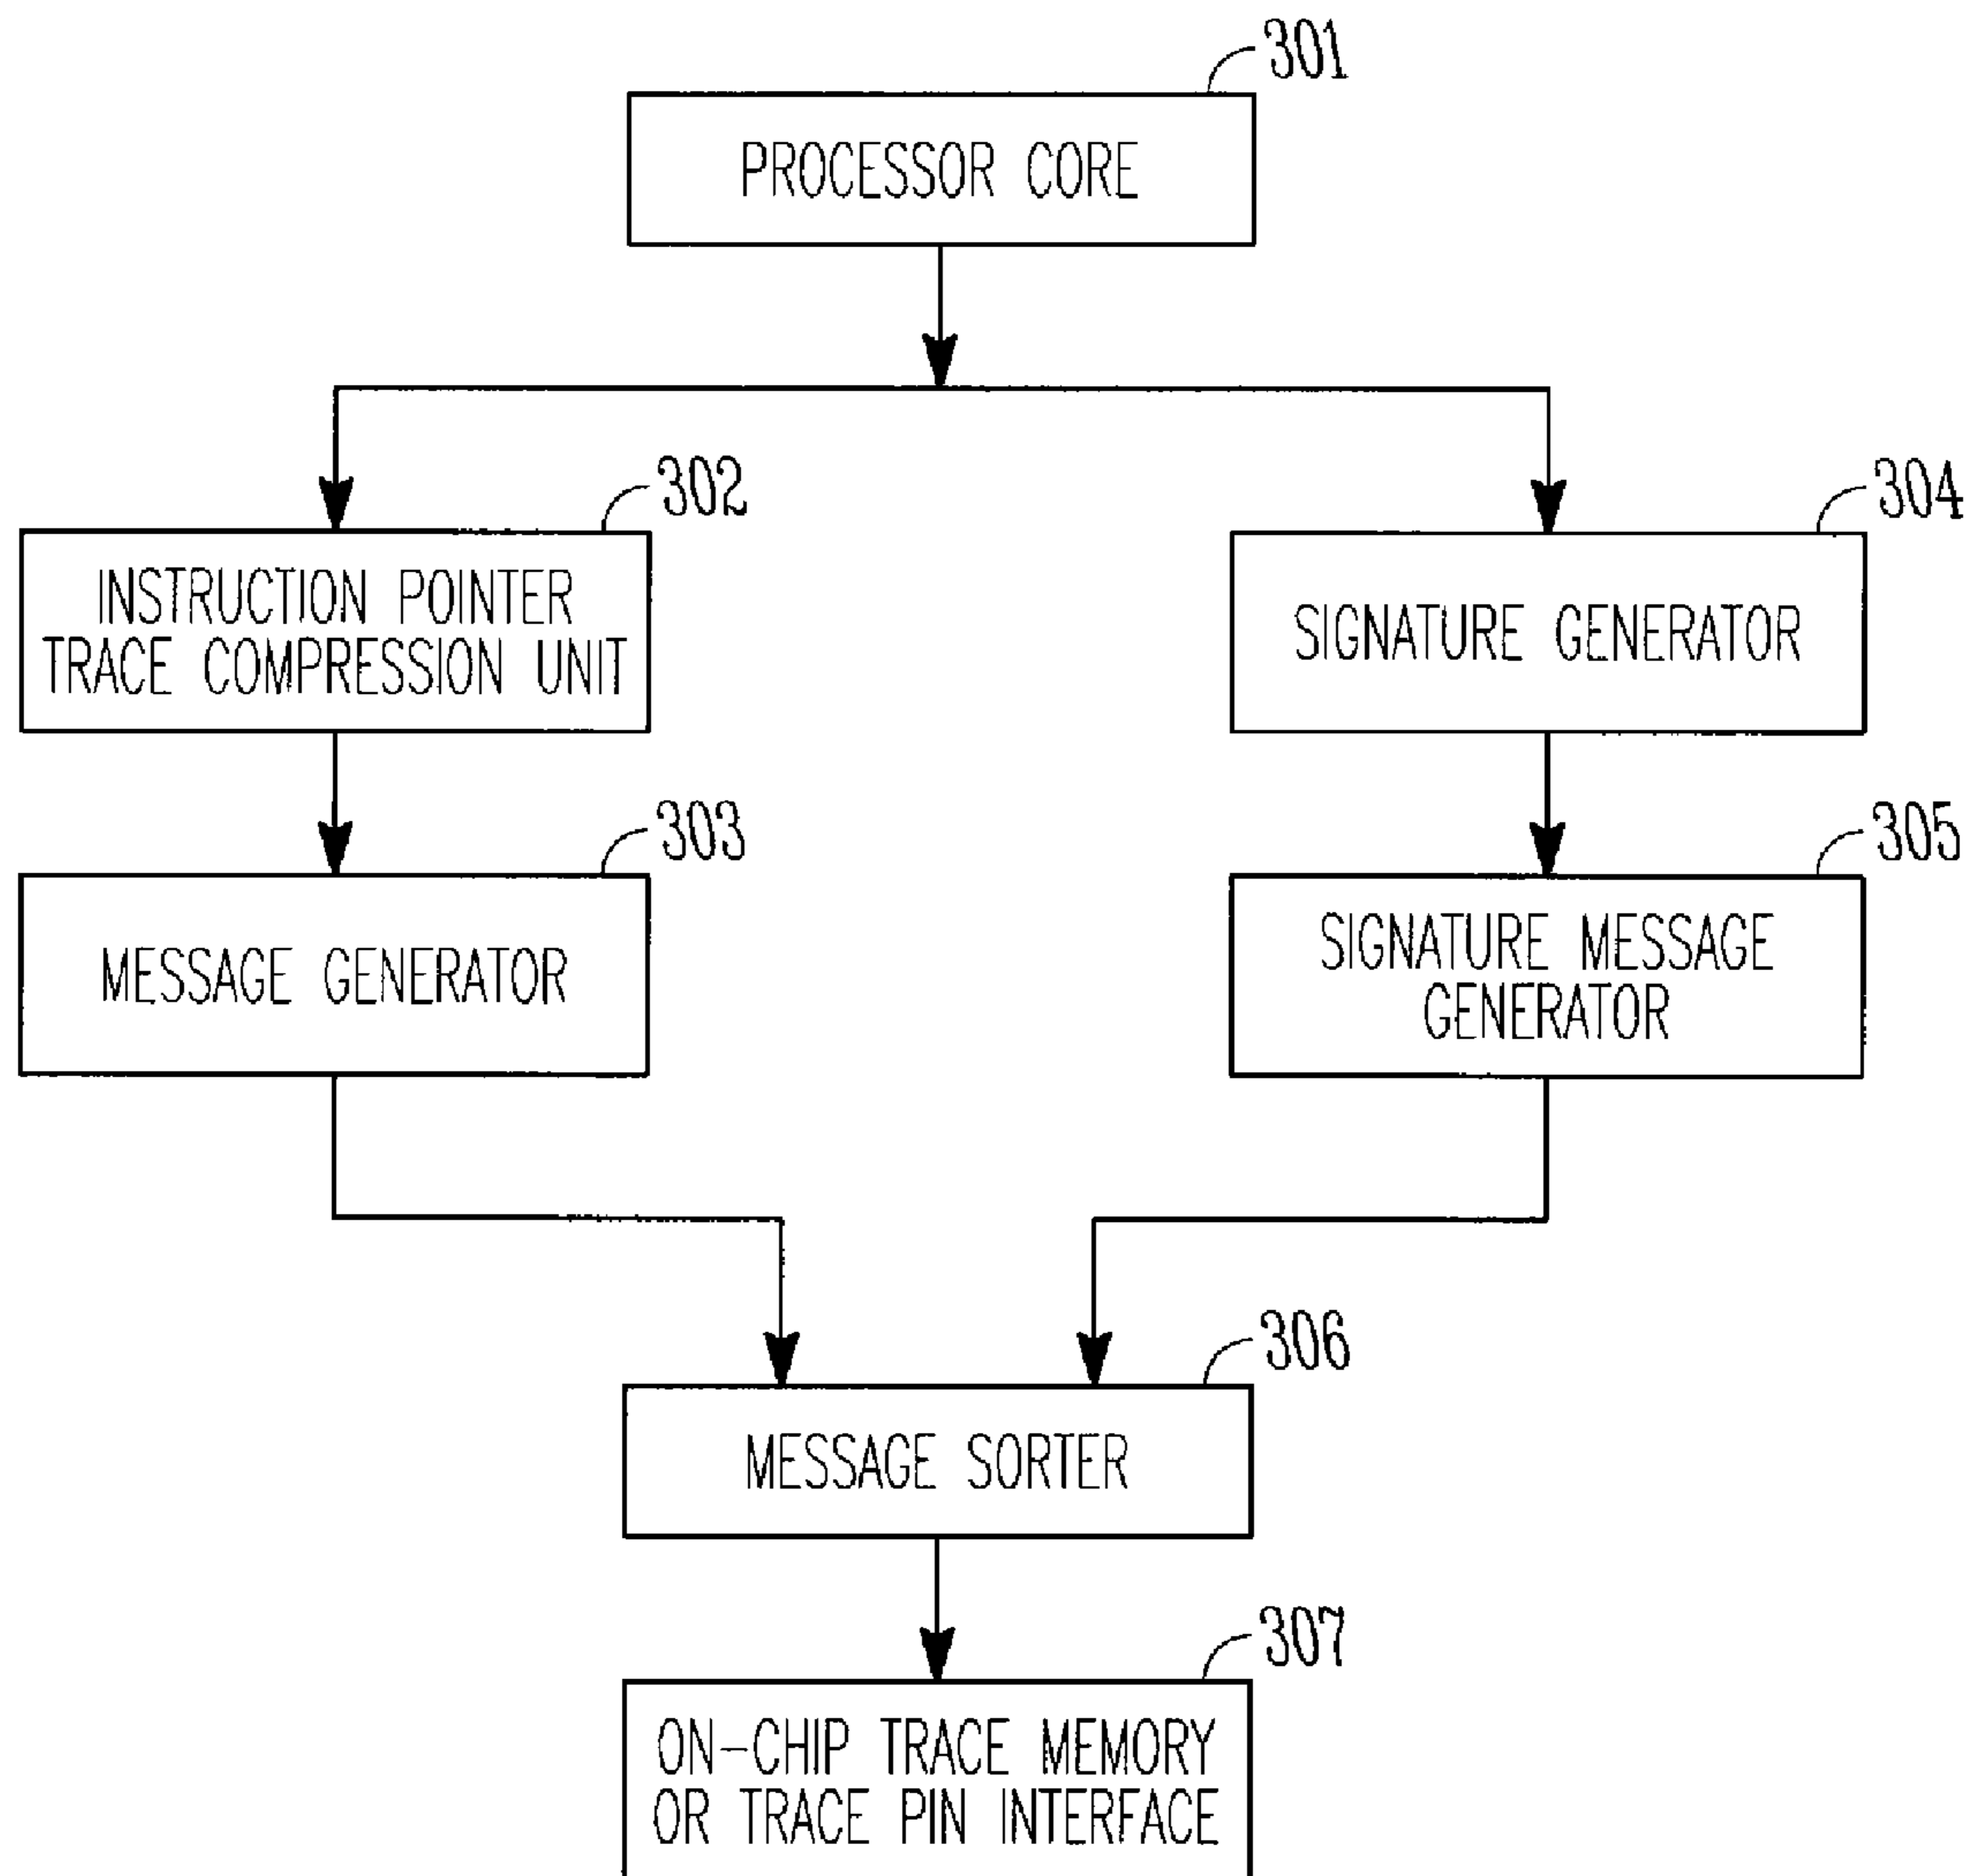 301
PROCESSOR CORE
302
304
INSTRUCTION POINTER
TRACE COMPRESSION UNIT
SIGNATURE GENERATOR
303
305
MESSAGE GENERATOR
SIGNATURE MESSAGE
GENERATOR
306
MESSAGE SORTER
307
ON-CHIP TRACE MEMORY
OR TRACE PIN INTERFACE